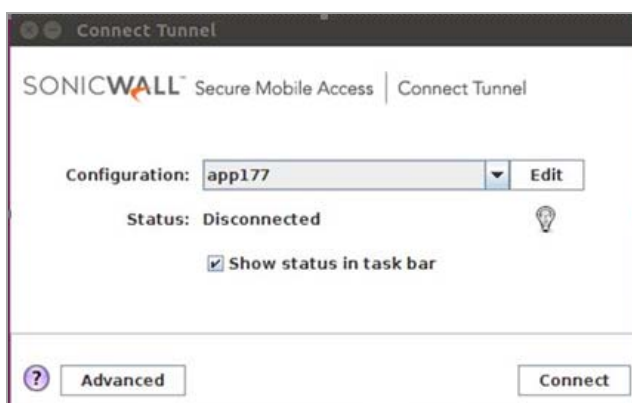 Connect Tunnel
SONICWALL™ Secure Mobile Access | Connect Tunnel
Configuration: app177 Edit
Status: Disconnected
Show status in task bar
? Advanced Connect